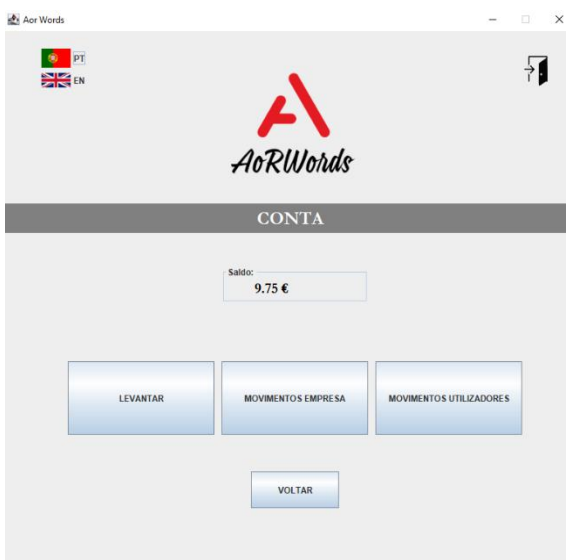 Aor Words
PT
EN
AoRWords
CONTA
Saldo:
9.75 €
LEVANTAR
MOVIMENTOS EMPRESA
MOVIMENTOS UTILIZADORES
VOLTAR